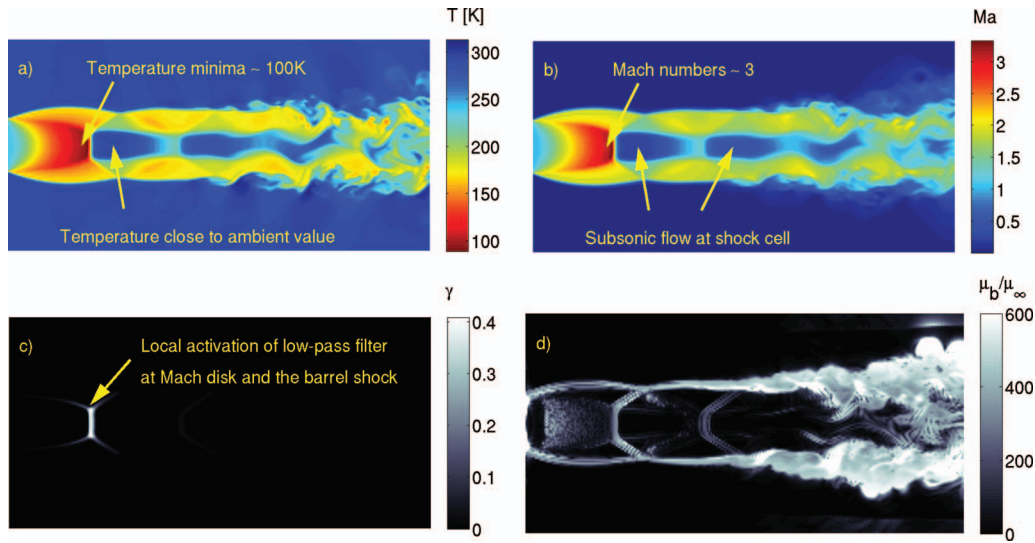 T [K]
a)
Temperature minima ~ 100K
Temperature close to ambient value
300
250
200
150
100
Ma
b)
Mach numbers ~ 3
Subsonic flow at shock cell
3
2.5
2
1.5
1
0.5
γ
c)
Local activation of low-pass filter
at Mach disk and the barrel shock
0.4
0.3
0.2
0.1
0
μb/μ∞
d)
600
400
200
0